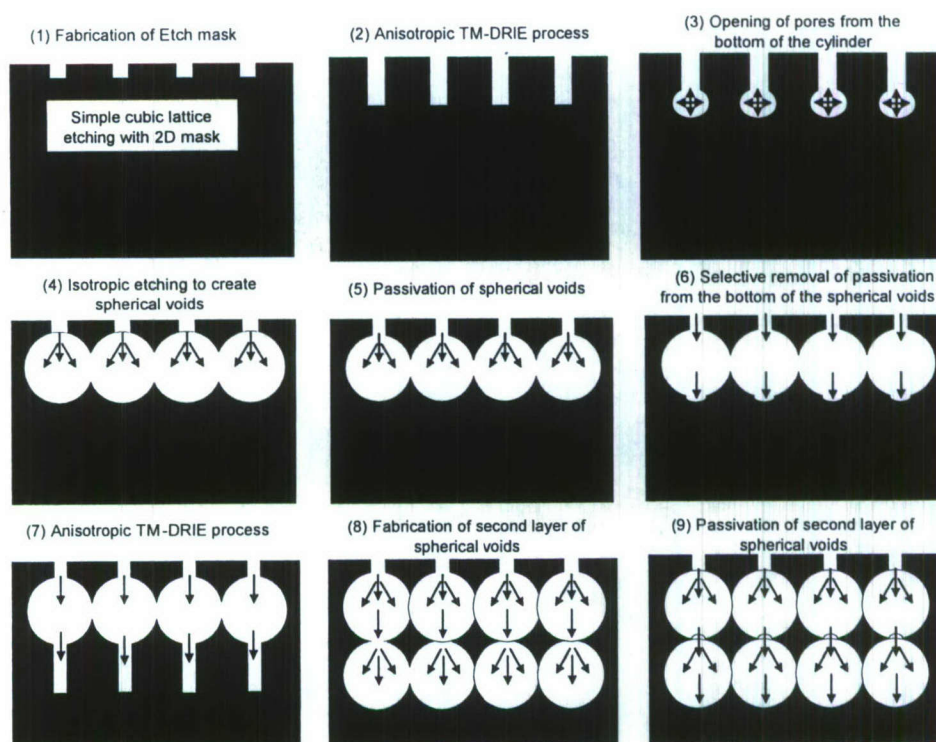 (1) Fabrication of Etch mask
(2) Anisotropic TM-DRIE process
(3) Opening of pores from the
bottom of the cylinder
Simple cubic lattice
etching with 2D mask
(4) Isotropic etching to create
spherical voids
(5) Passivation of spherical voids
(6) Selective removal of passivation
from the bottom of the spherical voids
(7) Anisotropic TM-DRIE process
(8) Fabrication of second layer of
spherical voids
(9) Passivation of second layer of
spherical voids